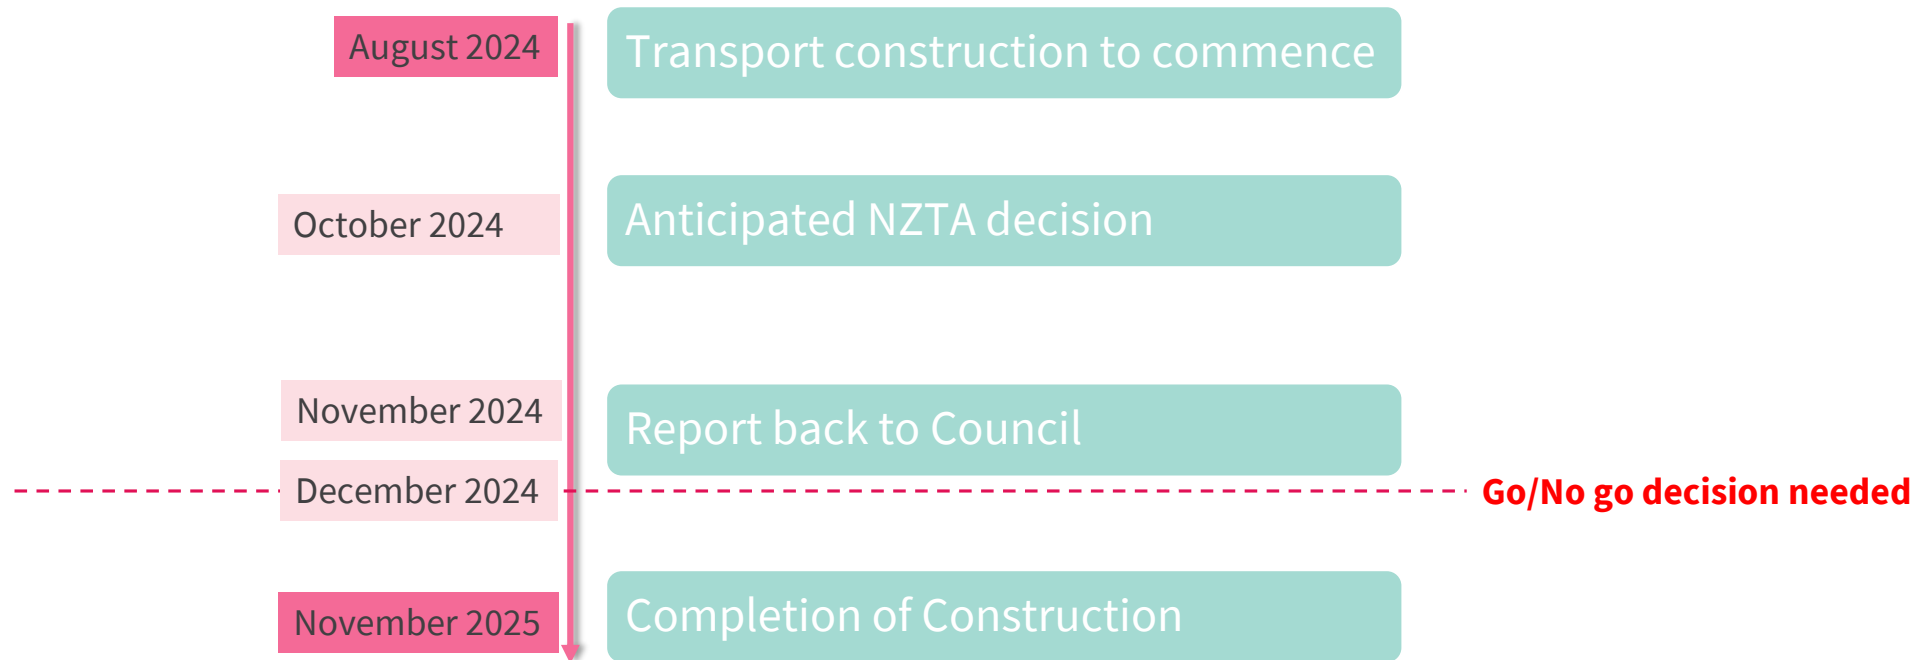 August 2024
Transport construction to commence
October 2024
Anticipated NZTA decision
November 2024
Report back to Council
December 2024
Go/No go decision needed
November 2025
Completion of Construction